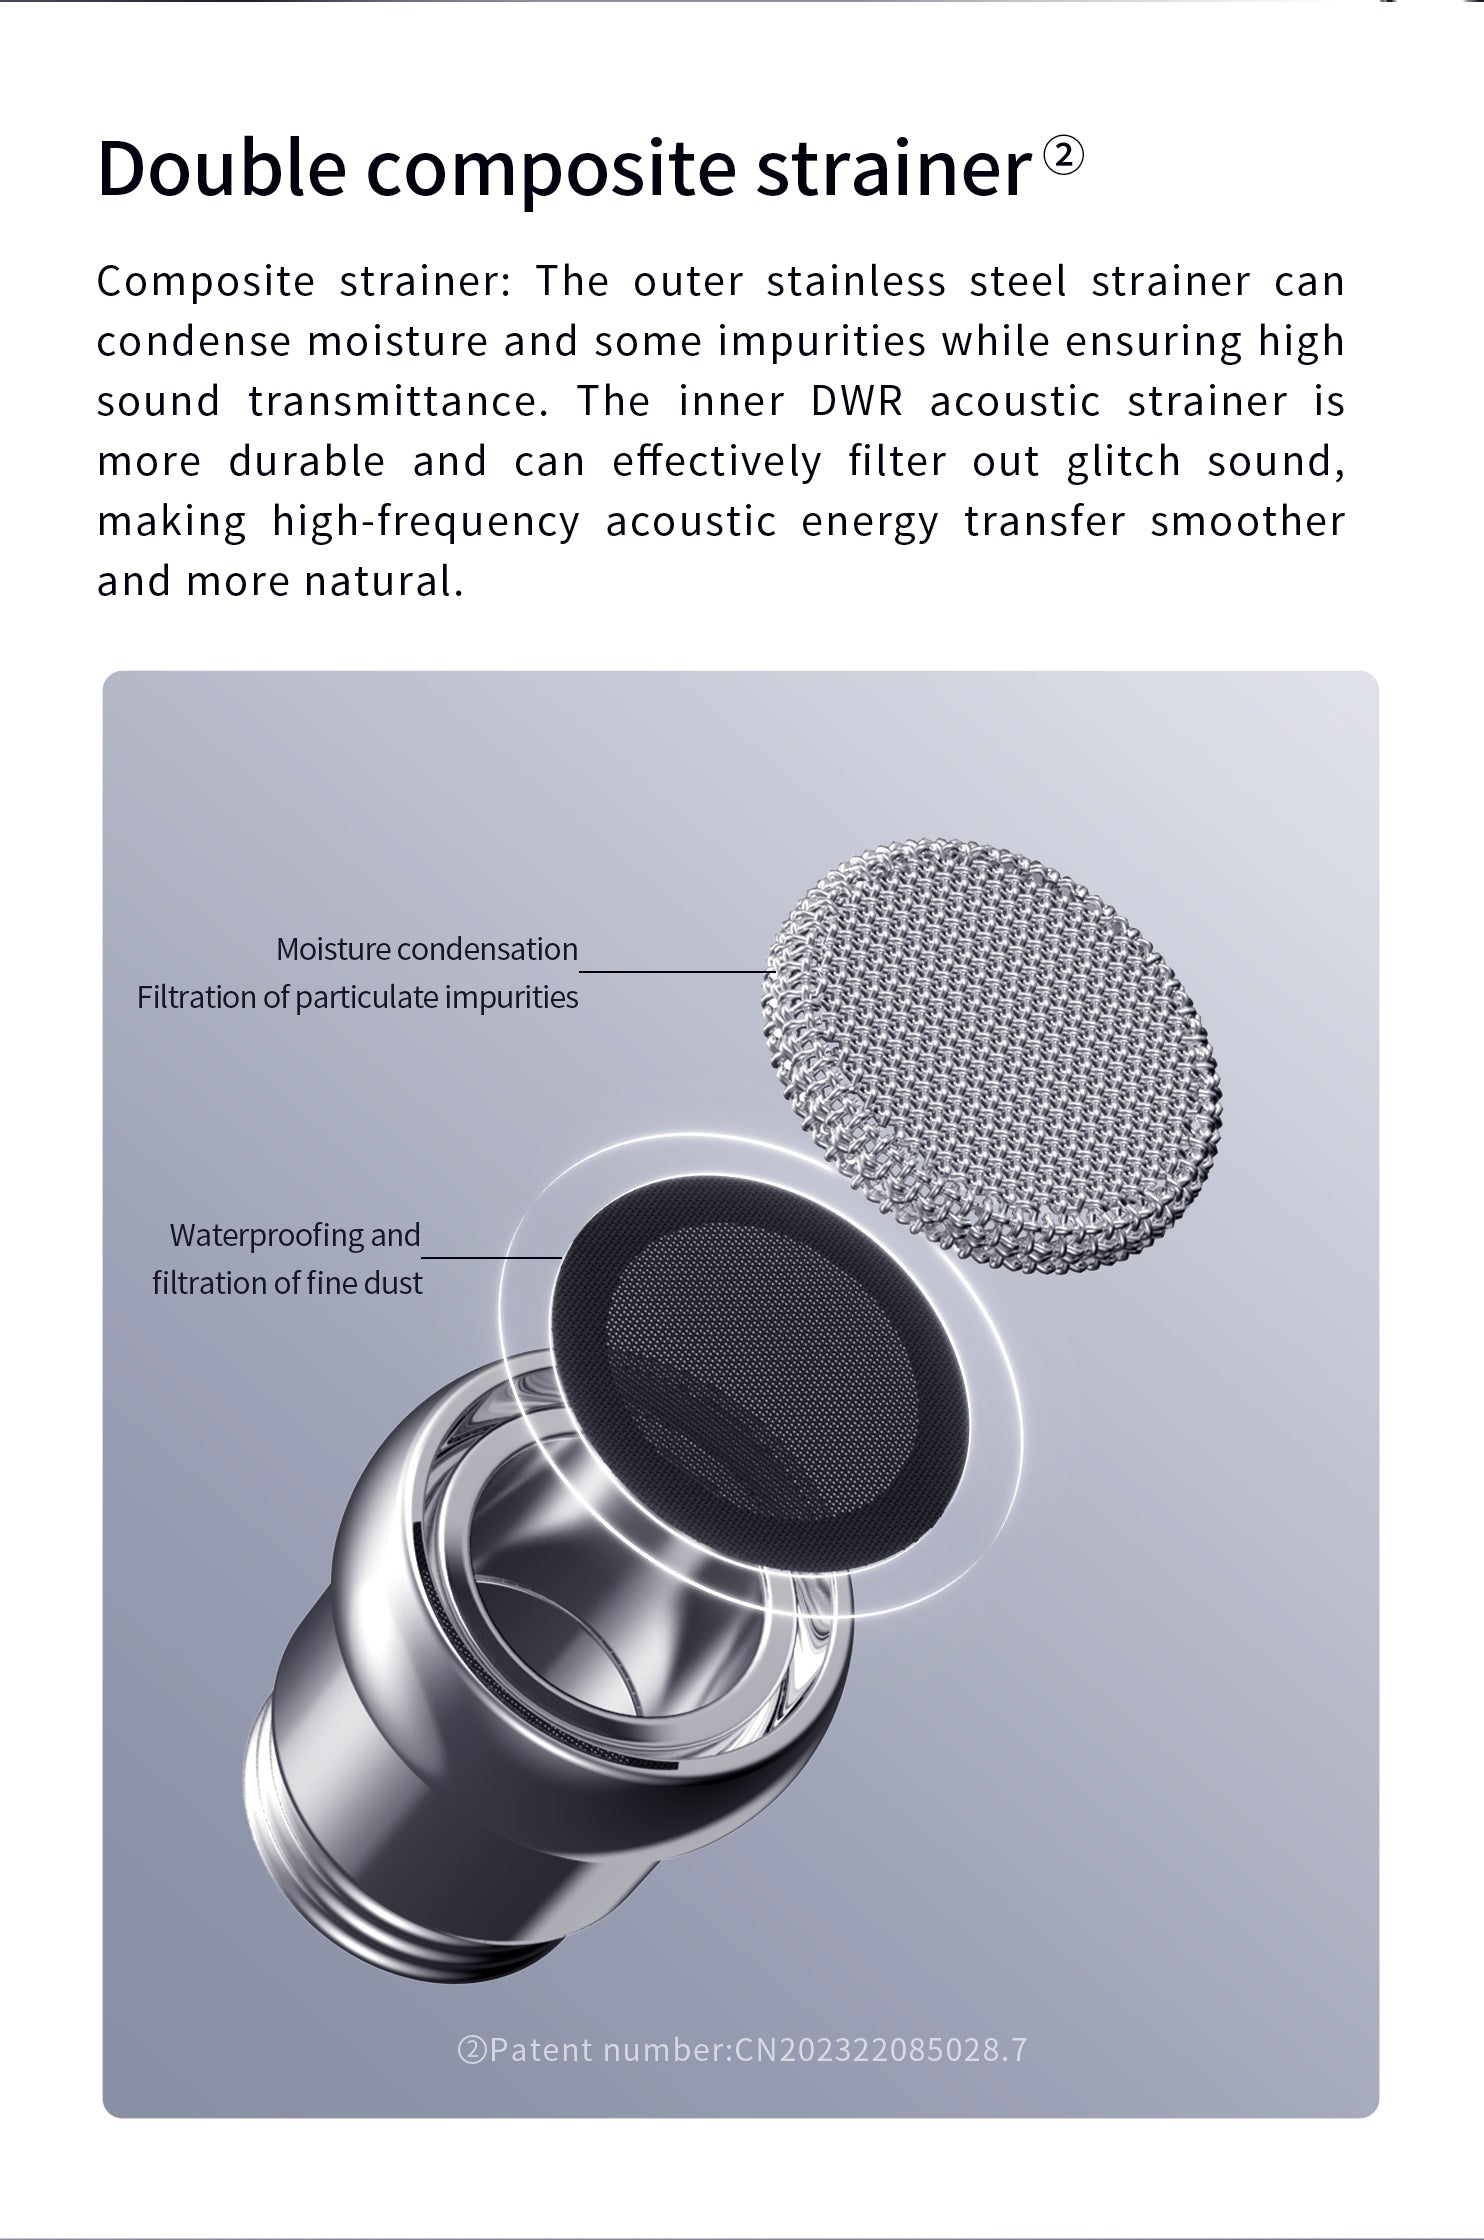 Double composite strainer②
Composite strainer: The outer stainless steel strainer can
condense moisture and some impurities while ensuring high
sound transmittance. The inner DWR acoustic strainer is
more durable and can effectively filter out glitch sound,
making high-frequency acoustic energy transfer smoother
and more natural.
Moisture condensation
Filtration of particulate impurities
Waterproofing and
filtration of fine dust
②Patent number:CN202322085028.7